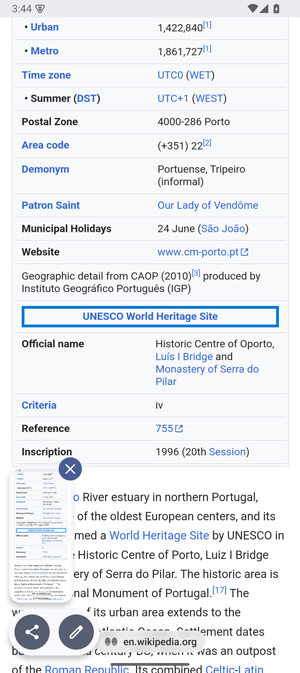 3:44
• Urban 1,422,840[1]
• Metro 1,861,727[1]
Time zone UTC0 (WET)
• Summer (DST) UTC+1 (WEST)
Postal Zone 4000-286 Porto
Area code (+351) 22[2]
Demonym Portuense, Tripeiro
(informal)
Patron Saint Our Lady of Vendôme
Municipal Holidays 24 June (São João)
Website www.cm-porto.pt
Geographic detail from CAOP (2010)[3] produced by
Instituto Geográfico Português (IGP)
UNESCO World Heritage Site
Official name Historic Centre of Oporto,
Luís I Bridge and
Monastery of Serra do
Pilar
Criteria iv
Reference 755
Inscription 1996 (20th Session)
River estuary in northern Portugal,
of the oldest European centers, and its
World Heritage Site by UNESCO in
Historic Centre of Porto, Luiz I Bridge
of Serra do Pilar. The historic area is
Monument of Portugal.[17] The
of its urban area extends to the
Settlement dates
en.wikipedia.org
century BC, when it was an outpost
of the Roman Republic. Its combined Celtic-Latin